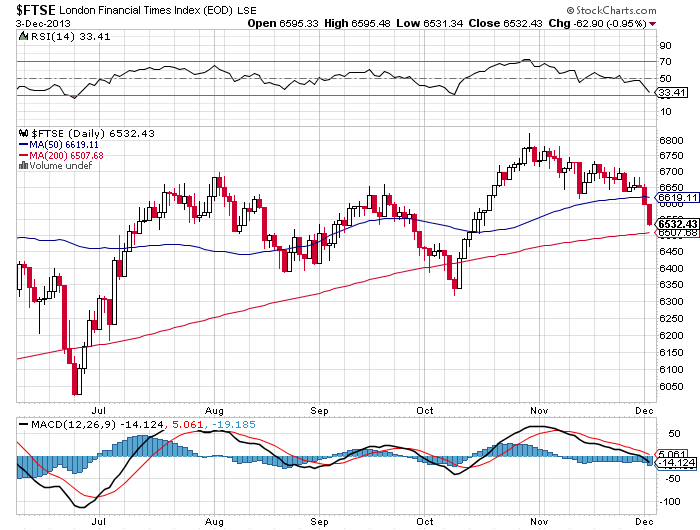 $FTSE London Financial Times Index (EOD) LSE
© StockCharts.com
3-Dec-2013
Open 6595.33 High 6595.48 Low 6531.34 Close 6532.43 Chg -62.90 (-0.95%)
RSI(14) 33.41
90
70
50
33.41
30
10
$FTSE (Daily) 6532.43
MA(50) 6619.11
MA(200) 6507.68
Volume undef
6800
6750
6700
6650
6619.11
6600
6550
6532.43
6507.68
6450
6400
6350
6300
6250
6200
6150
6100
6050
Jul Aug Sep Oct Nov Dec
MACD(12,26,9) -14.124, 5.061, -19.185
50
5.061
-14.124
-50
-100
Jul Aug Sep Oct Nov Dec